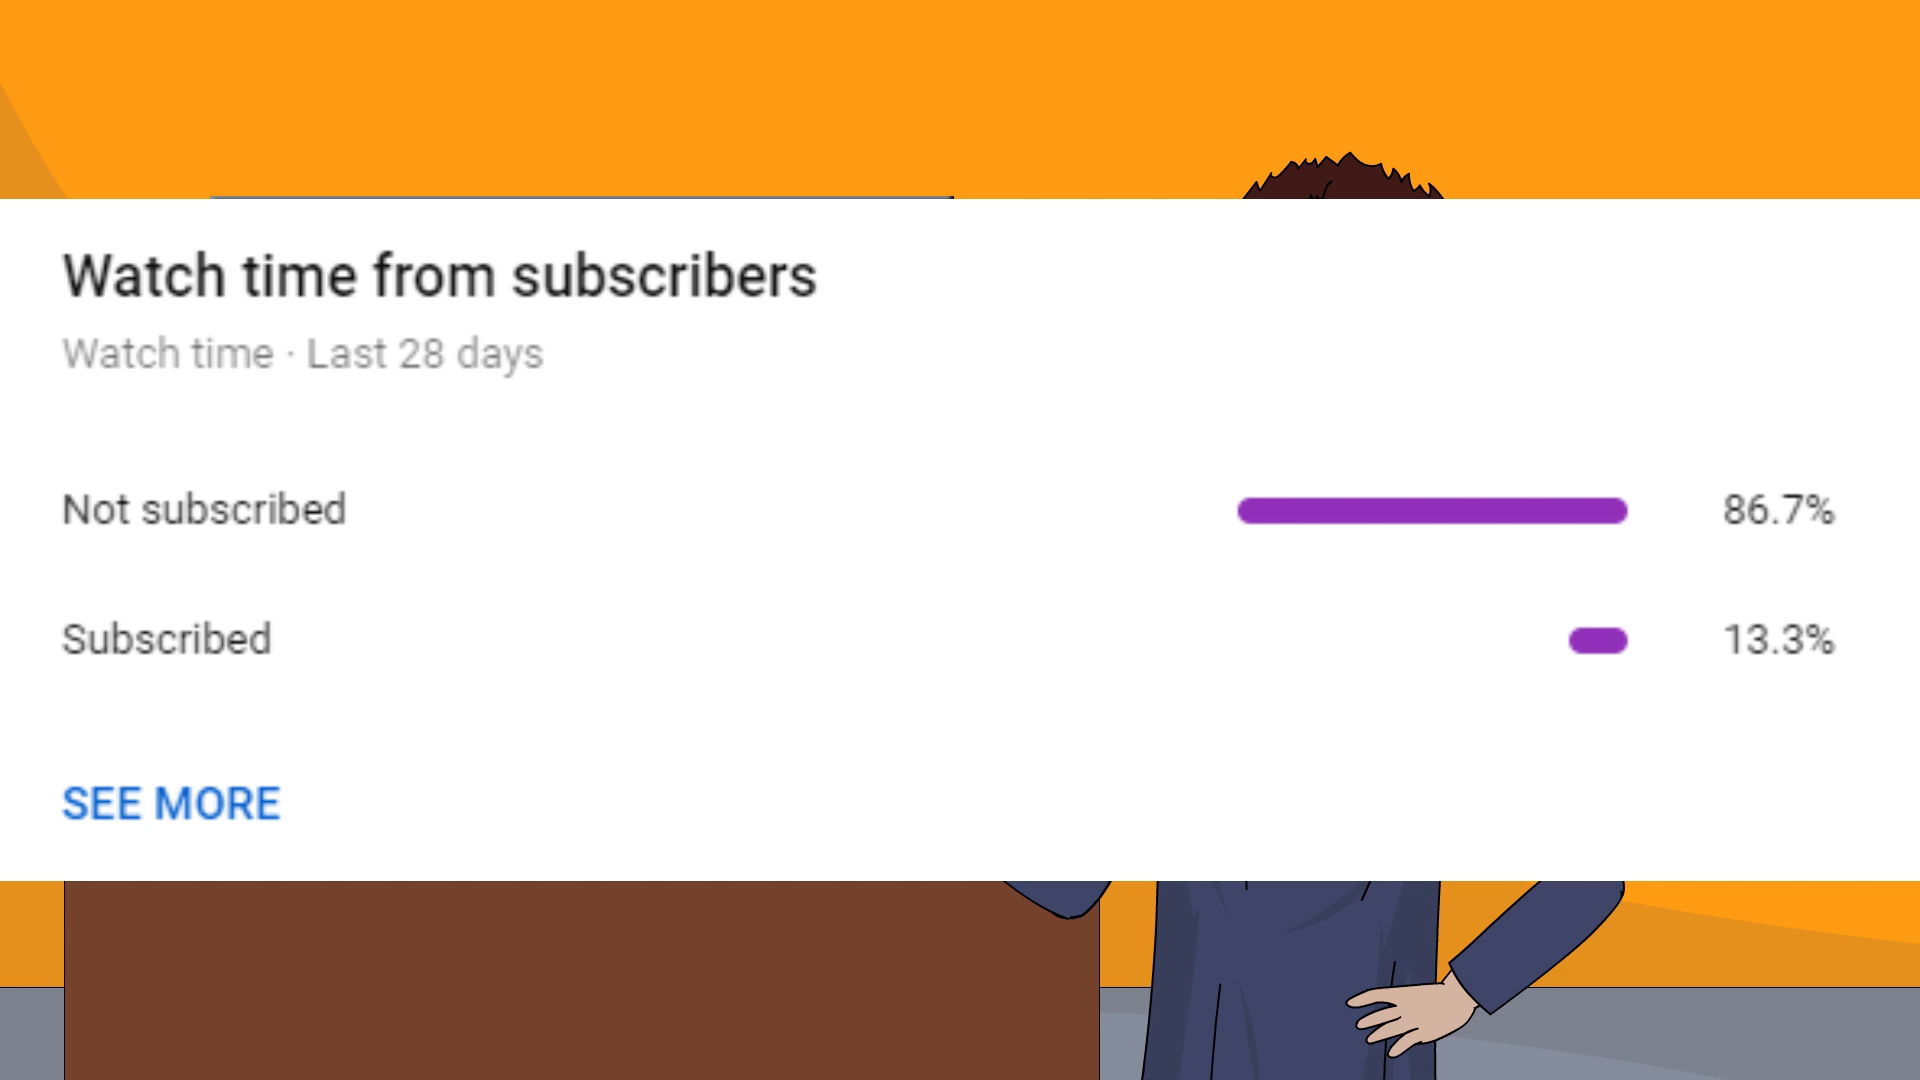 Watch time from subscribers
Watch time · Last 28 days
Not subscribed 86.7%
Subscribed 13.3%
SEE MORE